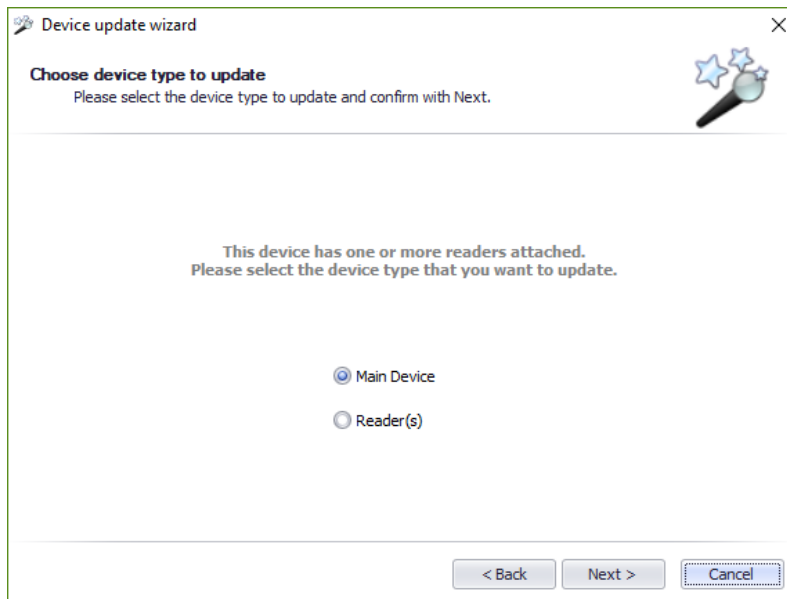 Device update wizard
Choose device type to update
Please select the device type to update and confirm with Next.
This device has one or more readers attached.
Please select the device type that you want to update.
Main Device
Reader(s)
< Back
Next >
Cancel